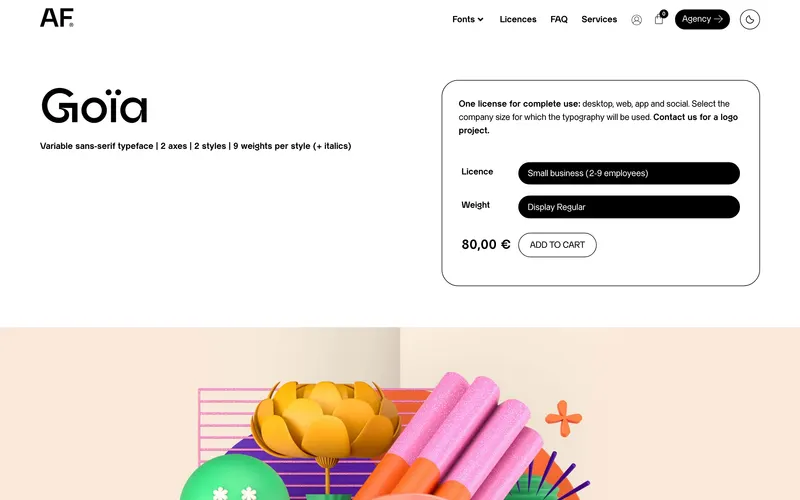 AF®
Fonts
Licences
FAQ
Services
0
Agency
Goïa
Variable sans-serif typeface | 2 axes | 2 styles | 9 weights per style (+ italics)
One license for complete use: desktop, web, app and social. Select the
company size for which the typography will be used. Contact us for a logo
project.
Licence
Small business (2-9 employees)
Weight
Display Regular
80,00 €
ADD TO CART